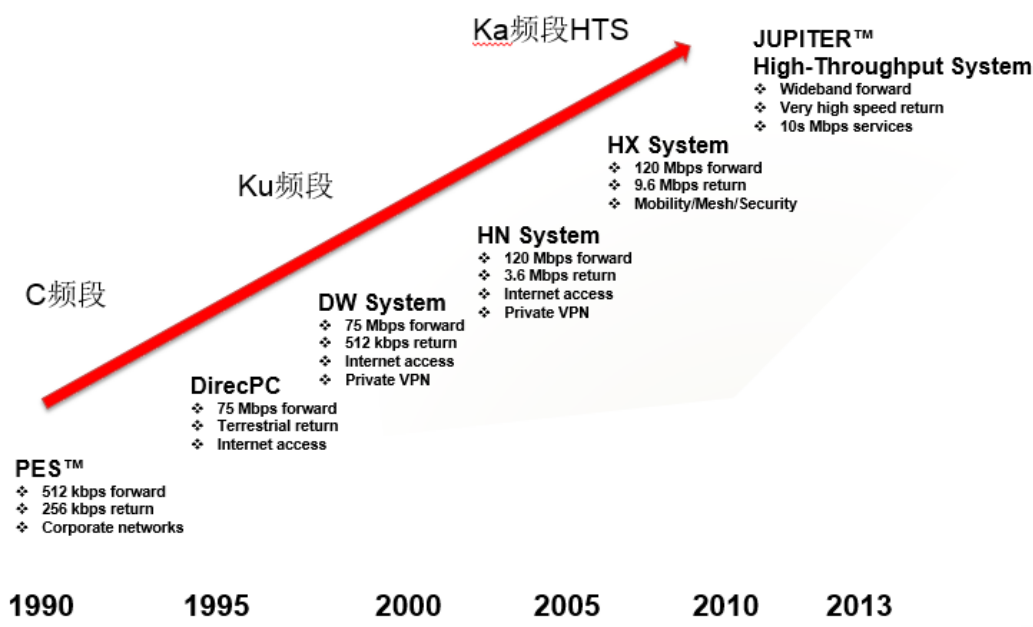 Ka频段HTS
JUPITER™
High-Throughput System
❖ Wideband forward
❖ Very high speed return
❖ 10s Mbps services
HX System
❖ 120 Mbps forward
❖ 9.6 Mbps return
❖ Mobility/Mesh/Security
Ku频段
HN System
❖ 120 Mbps forward
❖ 3.6 Mbps return
❖ Internet access
❖ Private VPN
C频段
DW System
❖ 75 Mbps forward
❖ 512 kbps return
❖ Internet access
❖ Private VPN
DirecPC
❖ 75 Mbps forward
❖ Terrestrial return
❖ Internet access
PES™
❖ 512 kbps forward
❖ 256 kbps return
❖ Corporate networks
1990 1995 2000 2005 2010 2013